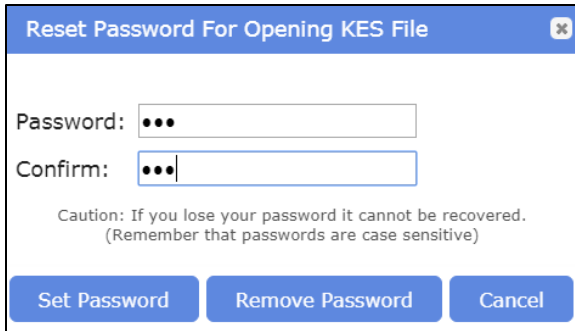 Reset Password For Opening KES File
Password: •••
Confirm: •••
Caution: If you lose your password it cannot be recovered.
(Remember that passwords are case sensitive)
Set Password Remove Password Cancel